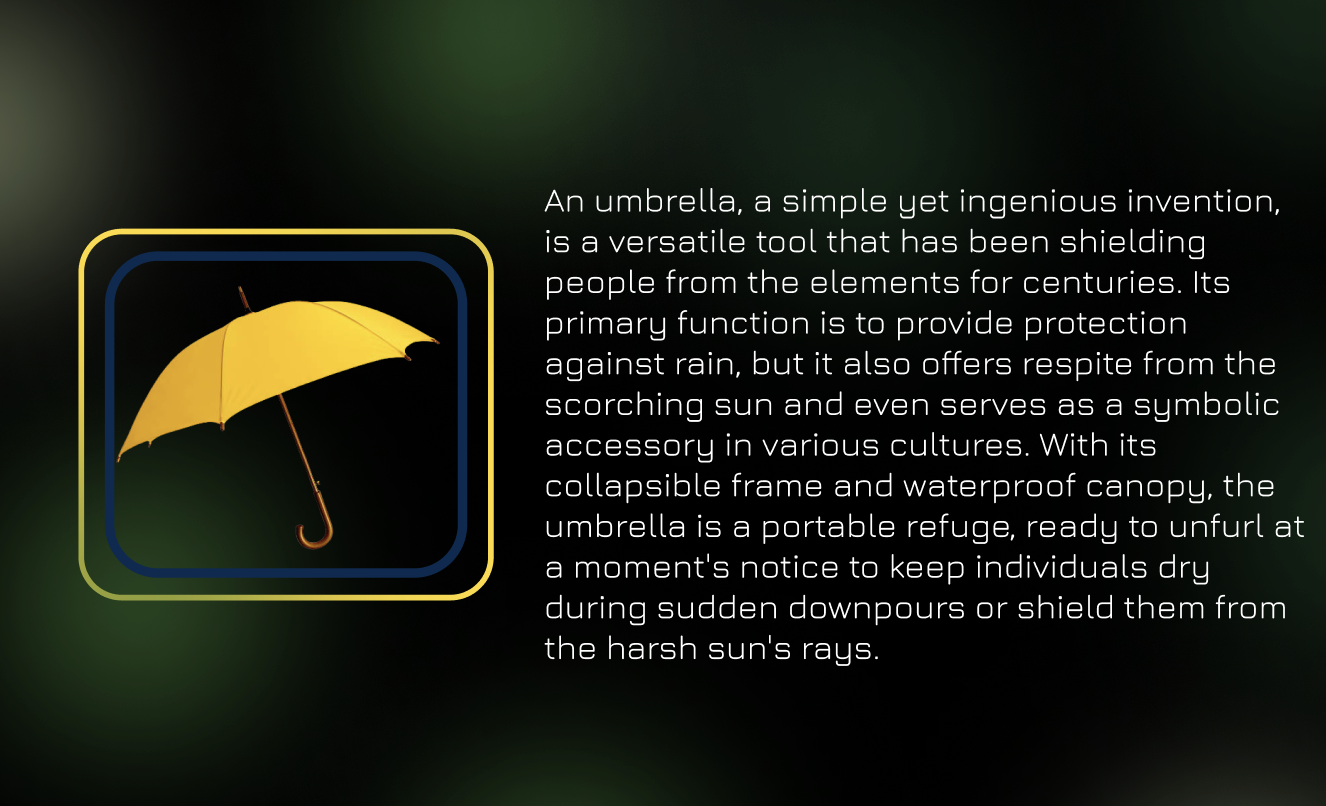 An umbrella, a simple yet ingenious invention,
is a versatile tool that has been shielding
people from the elements for centuries. Its
primary function is to provide protection
against rain, but it also offers respite from the
scorching sun and even serves as a symbolic
accessory in various cultures. With its
collapsible frame and waterproof canopy, the
umbrella is a portable refuge, ready to unfurl at
a moment's notice to keep individuals dry
during sudden downpours or shield them from
the harsh sun's rays.